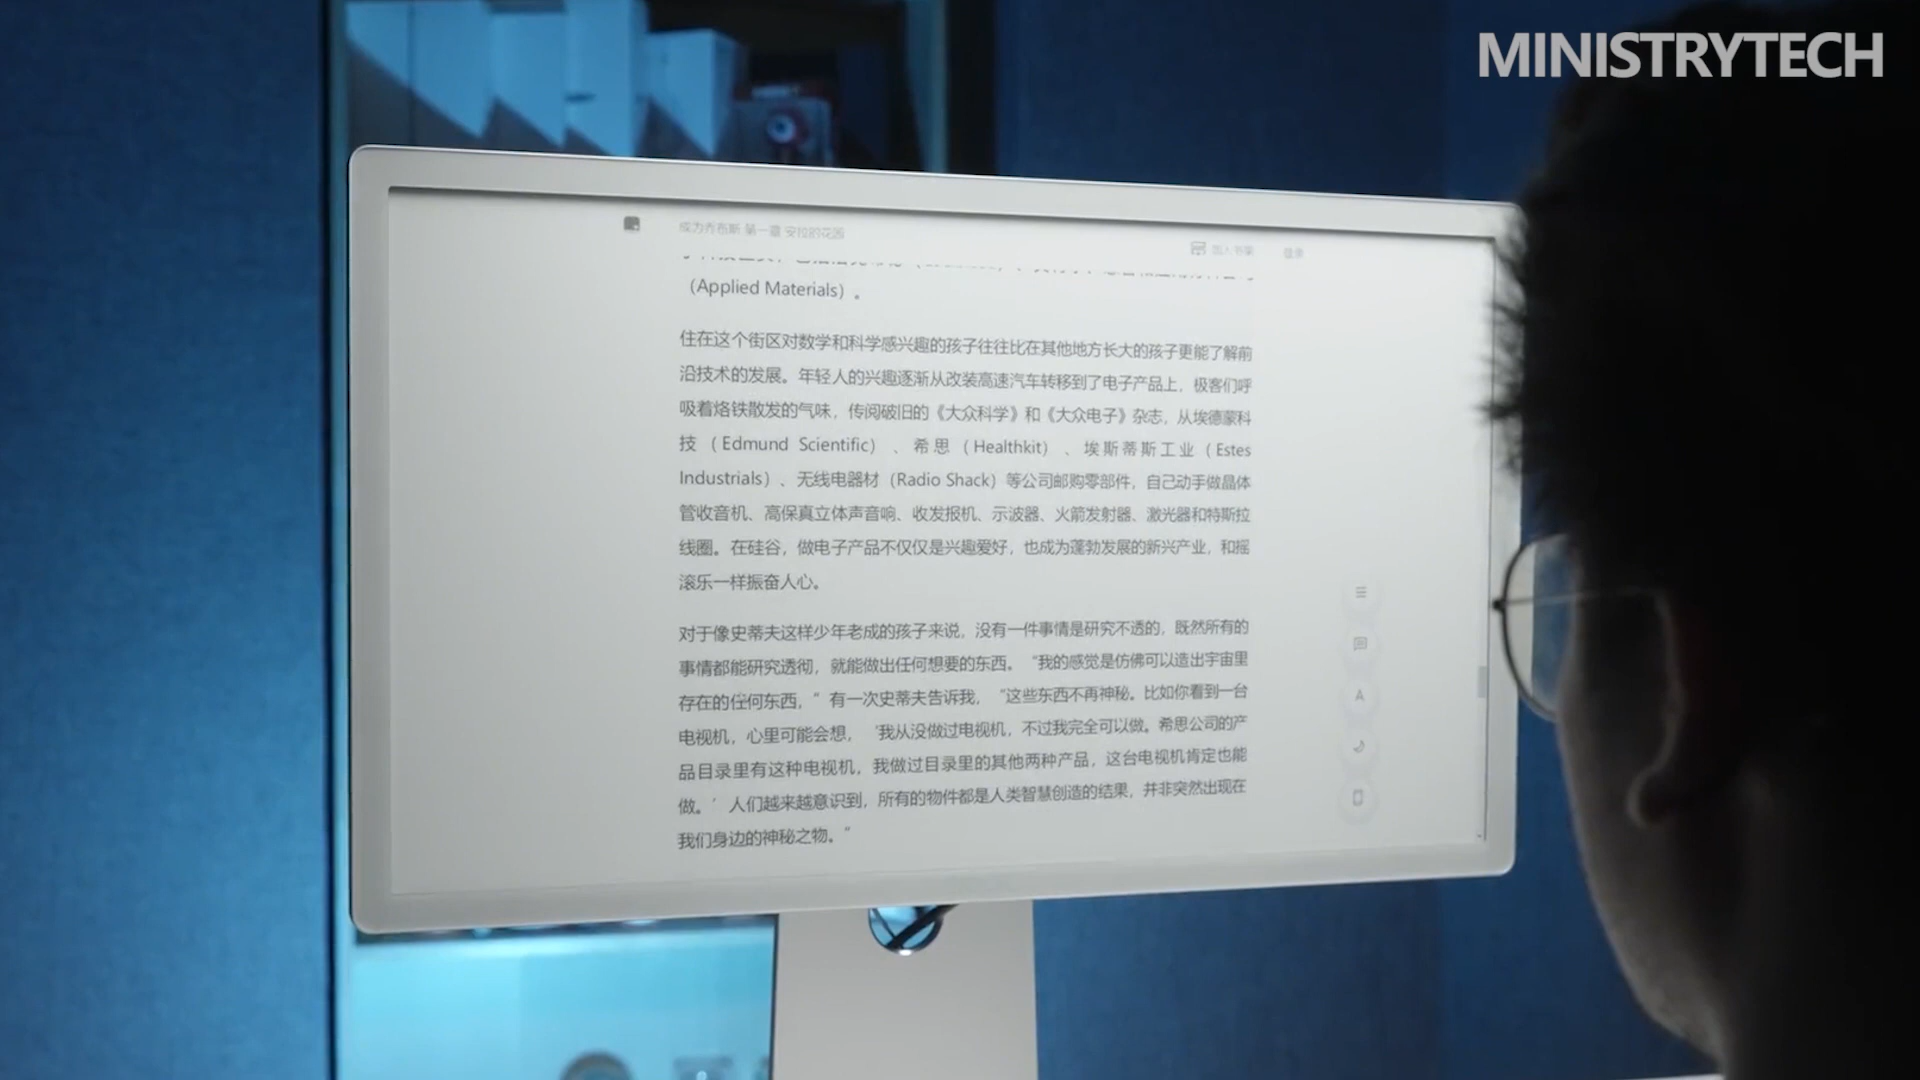 MINISTRYTECH
成为乔布斯 第一章 安拉的花园
加入书架 登录
（Applied Materials）。
住在这个街区对数学和科学感兴趣的孩子往往比在其他地方长大的孩子更能了解前
沿技术的发展。年轻人的兴趣逐渐从改装高速汽车转移到了电子产品上，极客们呼
吸着烙铁散发的气味，传阅破旧的《大众科学》和《大众电子》杂志，从埃德蒙科
技（Edmund Scientific）、希思（Healthkit）、埃斯蒂斯工业（Estes
Industrials）、无线电器材（Radio Shack）等公司邮购零部件，自己动手做晶体
管收音机、高保真立体声音响、收发报机、示波器、火箭发射器、激光器和特斯拉
线圈。在硅谷，做电子产品不仅仅是兴趣爱好，也成为蓬勃发展的新兴产业，和摇
滚乐一样振奋人心。
对于像史蒂夫这样少年老成的孩子来说，没有一件事情是研究不透的，既然所有的
事情都能研究透彻，就能做出任何想要的东西。“我的感觉是仿佛可以造出宇宙里
存在的任何东西，”有一次史蒂夫告诉我，“这些东西不再神秘。比如你看到一台
电视机，心里可能会想，‘我从没做过电视机，不过我完全可以做。希思公司的产
品目录里有这种电视机，我做过目录里的其他两种产品，这台电视机肯定也能
做。’人们越来越意识到，所有的物件都是人类智慧创造的结果，并非突然出现在
我们身边的神秘之物。”
A